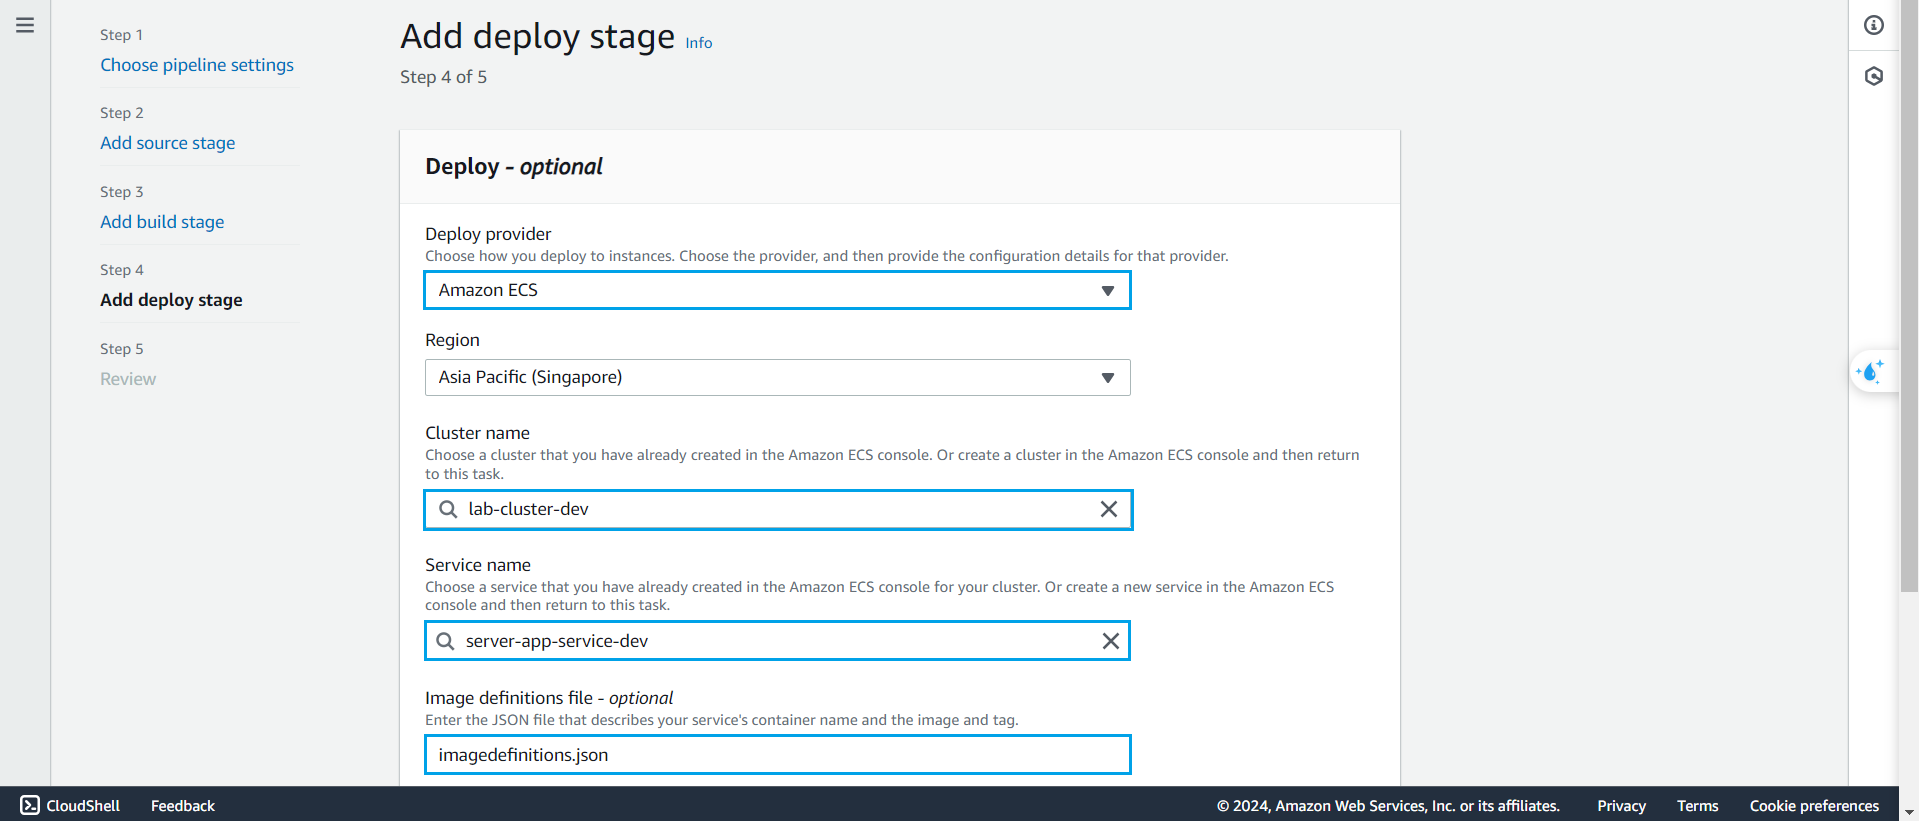 Step 1
Choose pipeline settings
Step 2
Add source stage
Step 3
Add build stage
Step 4
Add deploy stage
Step 5
Review
Add deploy stage Info
Step 4 of 5
Deploy - optional
Deploy provider
Choose how you deploy to instances. Choose the provider, and then provide the configuration details for that provider.
Amazon ECS
Region
Asia Pacific (Singapore)
Cluster name
Choose a cluster that you have already created in the Amazon ECS console. Or create a cluster in the Amazon ECS console and then return
to this task.
lab-cluster-dev
Service name
Choose a service that you have already created in the Amazon ECS console for your cluster. Or create a new service in the Amazon ECS
console and then return to this task.
server-app-service-dev
Image definitions file - optional
Enter the JSON file that describes your service's container name and the image and tag.
imagedefinitions.json
CloudShell Feedback © 2024, Amazon Web Services, Inc. or its affiliates. Privacy Terms Cookie preferences